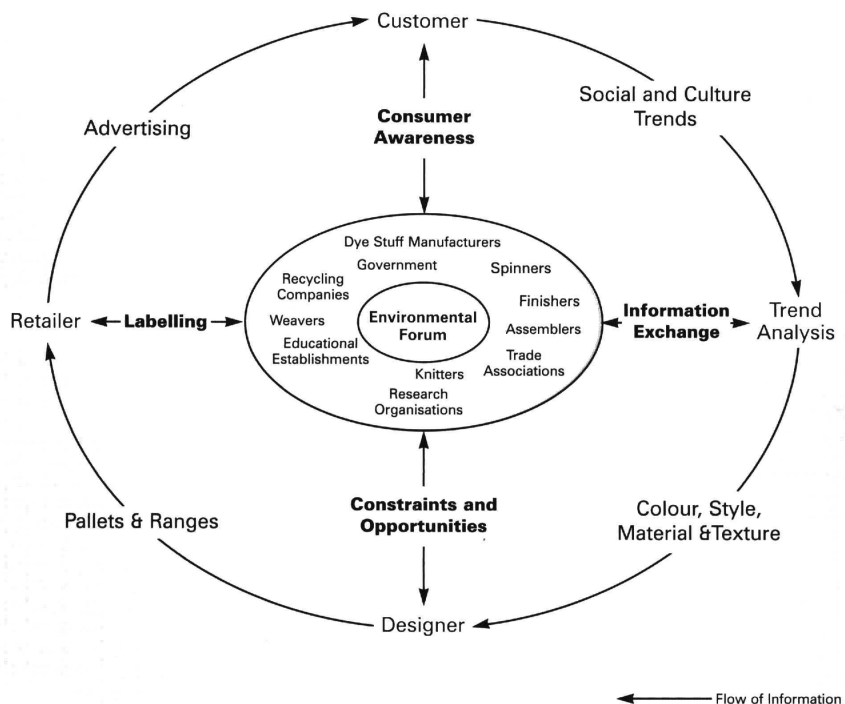 Customer
Social and Culture
Trends
Advertising
Consumer
Awareness
Dye Stuff Manufacturers
Government
Spinners
Recycling
Companies
Finishers
Retailer
Labelling
Weavers
Environmental
Forum
Assemblers
Information
Exchange
Trend
Analysis
Educational
Establishments
Trade
Associations
Knitters
Research
Organisations
Constraints and
Opportunities
Pallets & Ranges
Colour, Style,
Material &Texture
Designer
Flow of Information